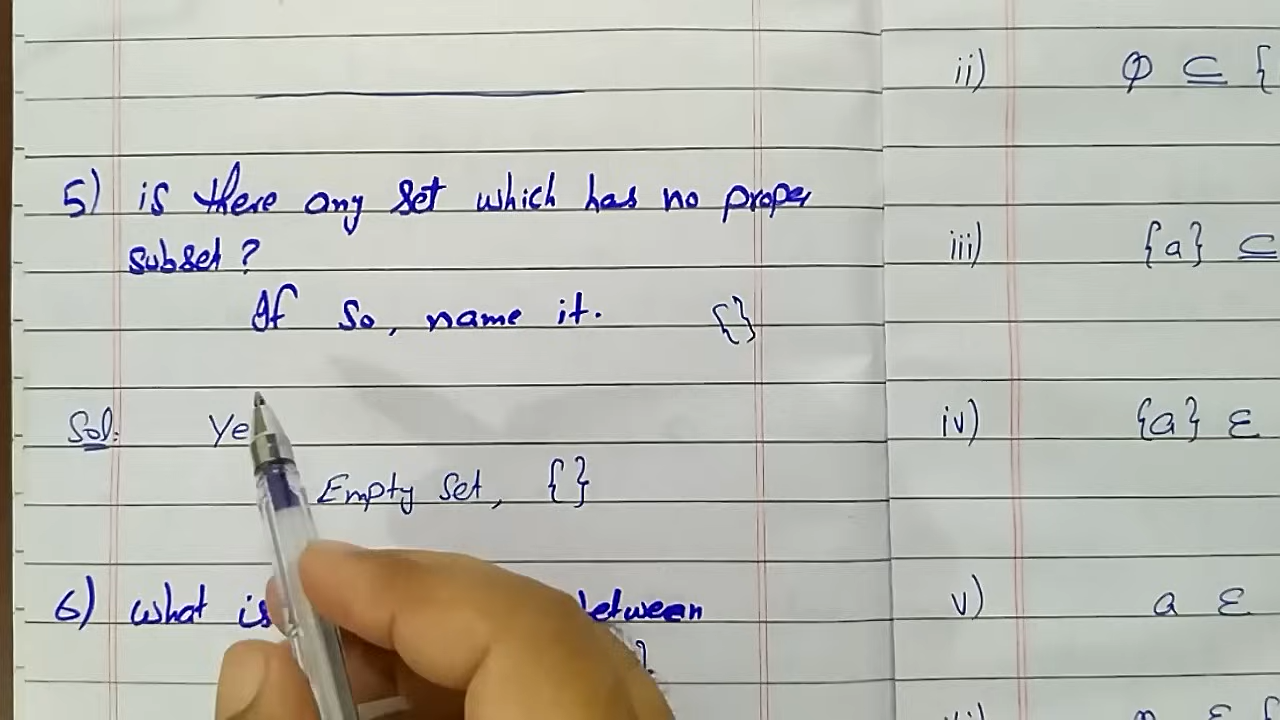 5) is there any set which has no proper
subset?
If so, name it. {}
Sol: Ye
Empty set, {}
6) what is between
ii) Φ ⊆ {
iii) {a} ⊆
iv) {a} ε
v) a ε